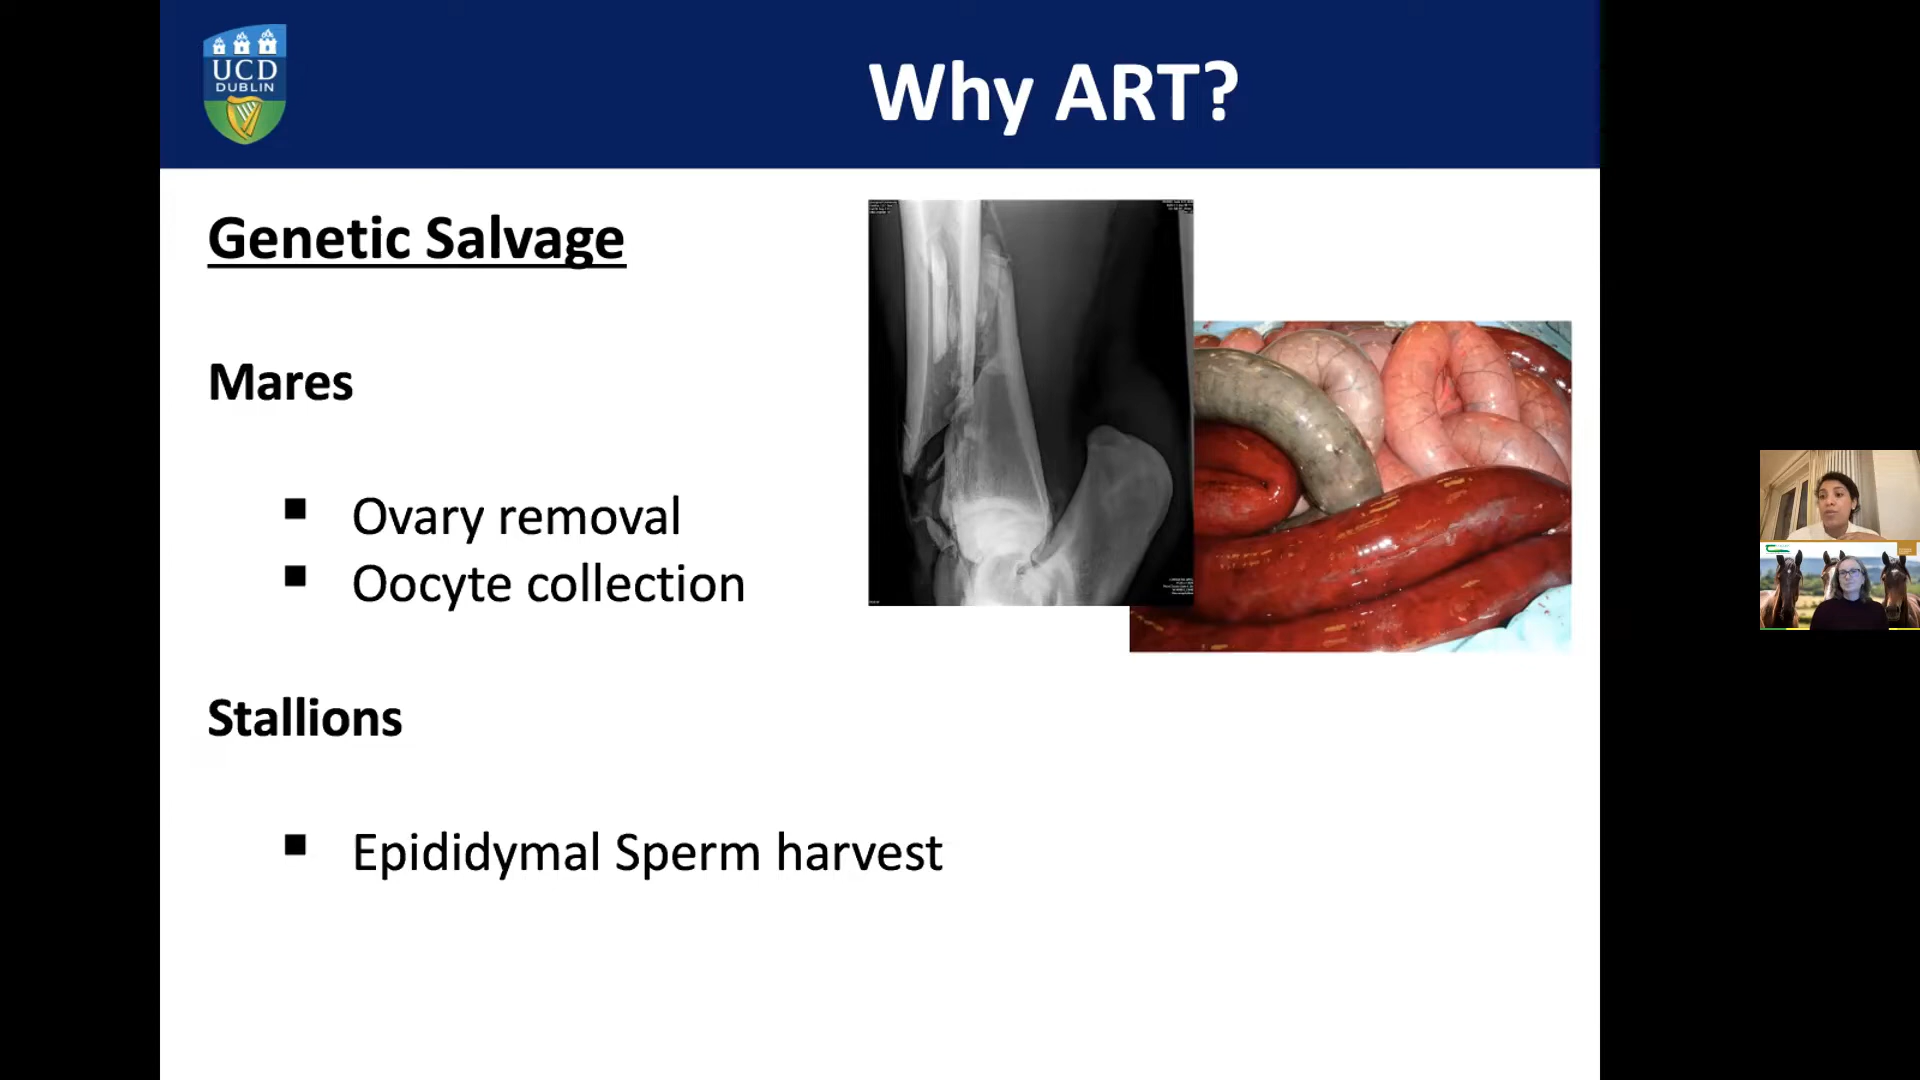 UCD
DUBLIN
Why ART?
Genetic Salvage
Mares
Ovary removal
Oocyte collection
Stallions
Epididymal Sperm harvest